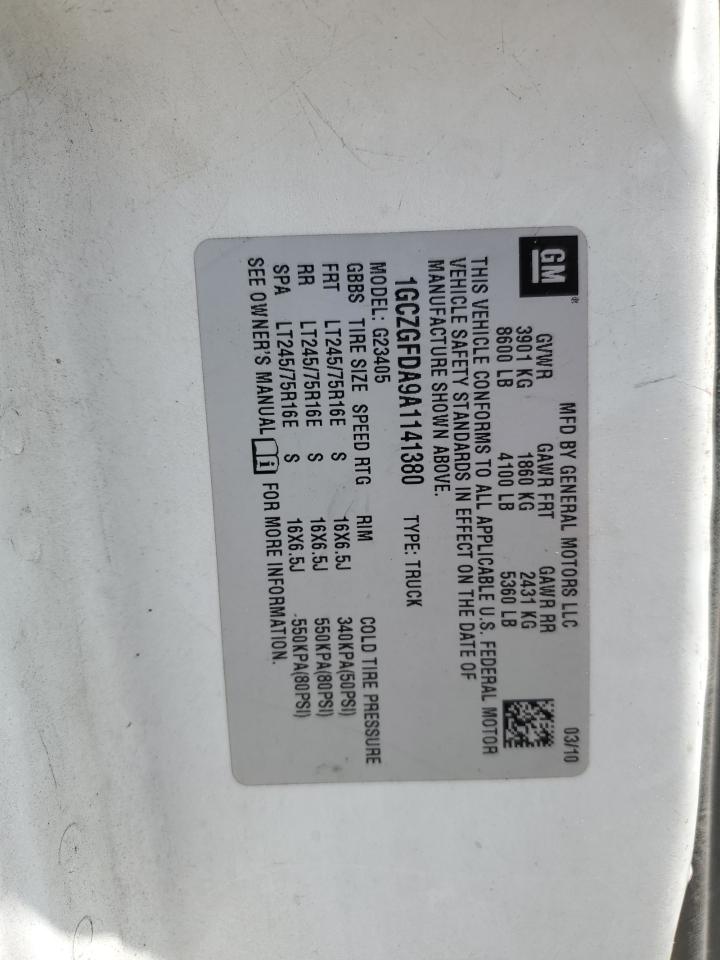 MFD BY GENERAL MOTORS LLC 03/10
GM ®
GVWR GAWR FRT GAWR RR
3901 KG 1860 KG 2431 KG
8600 LB 4100 LB 5360 LB
THIS VEHICLE CONFORMS TO ALL APPLICABLE U.S. FEDERAL MOTOR
VEHICLE SAFETY STANDARDS IN EFFECT ON THE DATE OF
MANUFACTURE SHOWN ABOVE.
1GCZGFDA9A1141380 TYPE: TRUCK
MODEL: G23405
GBBS TIRE SIZE SPEED RTG RIM COLD TIRE PRESSURE
FRT LT245/75R16E S 16X6.5J 340KPA(50PSI)
RR LT245/75R16E S 16X6.5J 550KPA(80PSI)
SPA LT245/75R16E S 16X6.5J 550KPA(80PSI)
SEE OWNER'S MANUAL i FOR MORE INFORMATION.